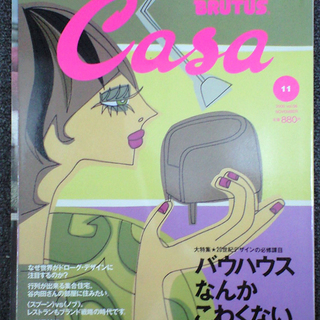 BRUTUS
Casa
11
880
大特集★20世紀デザインの必修課目
バウハウス
なんか
こわくない
なぜ世界がドローグ・デザインに
注目するのか?
行列が出来る集合住宅、
谷内田さんの部屋に住みたい
〈スプーン〉vs〈ノブ〉、
レストランもブランド戦略の時代です